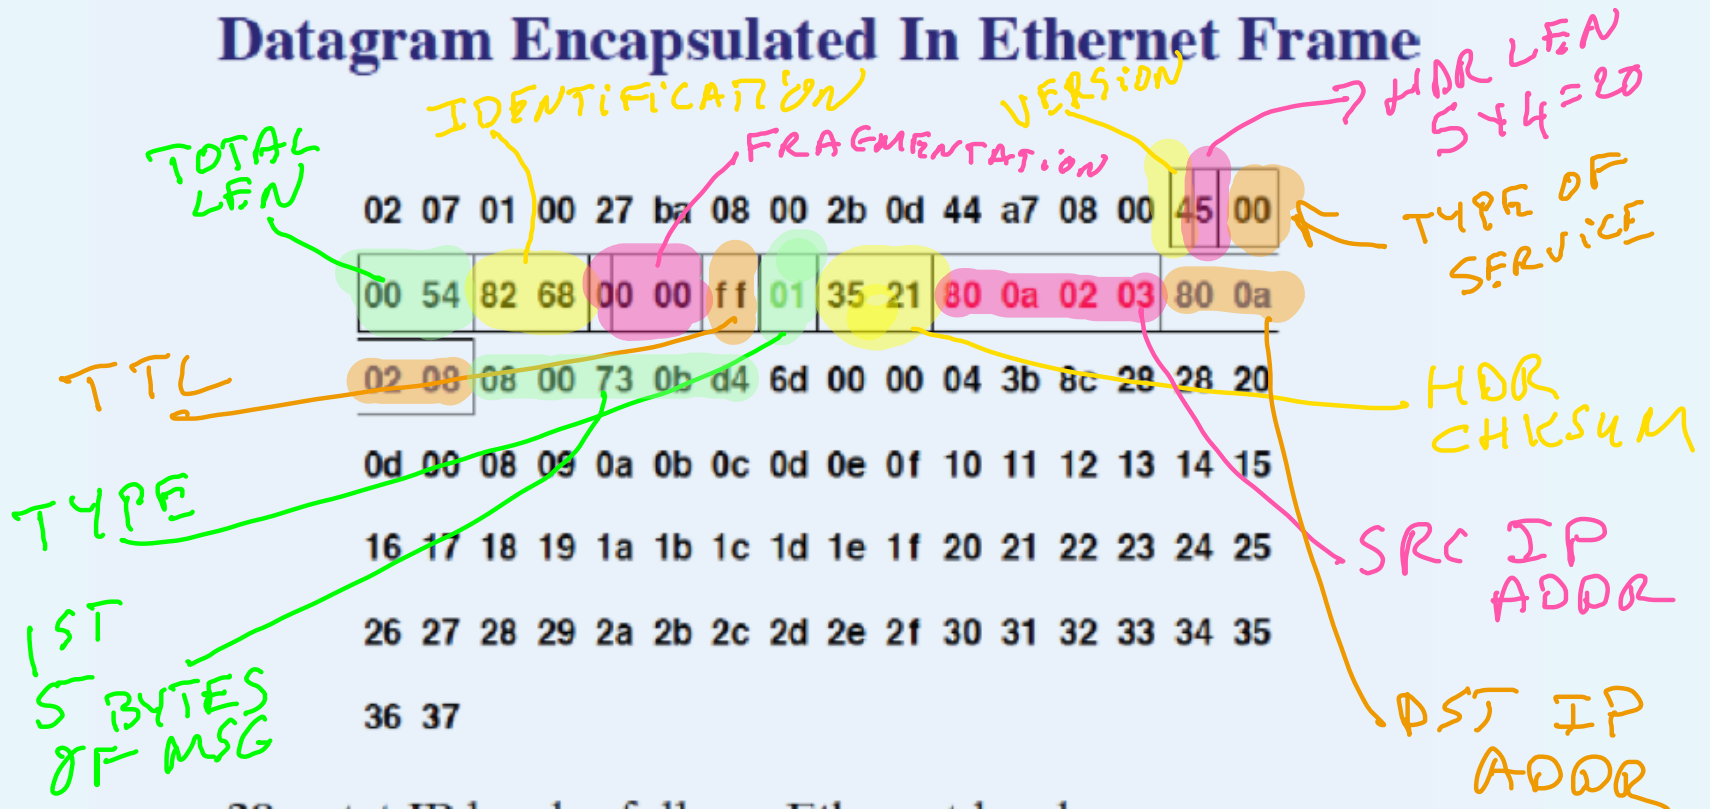 Datagram Encapsulated In Ethernet Frame
IDENTIFICATION
VERSION
HDR LEN
5*4=20
TOTAL
LEN
FRAGMENTATION
02 07 01 00 27 ba 08 00 2b 0d 44 a7 08 00 45 00
TYPE OF
SERVICE
00 54 82 68 00 00 ff 01 35 21 80 0a 02 03 80 0a
TTL
02 08 08 00 73 0b d4 6d 00 00 04 3b 8c 28 28 20
HDR
CHKSUM
0d 00 08 09 0a 0b 0c 0d 0e 0f 10 11 12 13 14 15
TYPE
16 17 18 19 1a 1b 1c 1d 1e 1f 20 21 22 23 24 25
SRC IP
ADDR
26 27 28 29 2a 2b 2c 2d 2e 2f 30 31 32 33 34 35
1ST
5 BYTES
OF MSG
36 37
DST IP
ADDR